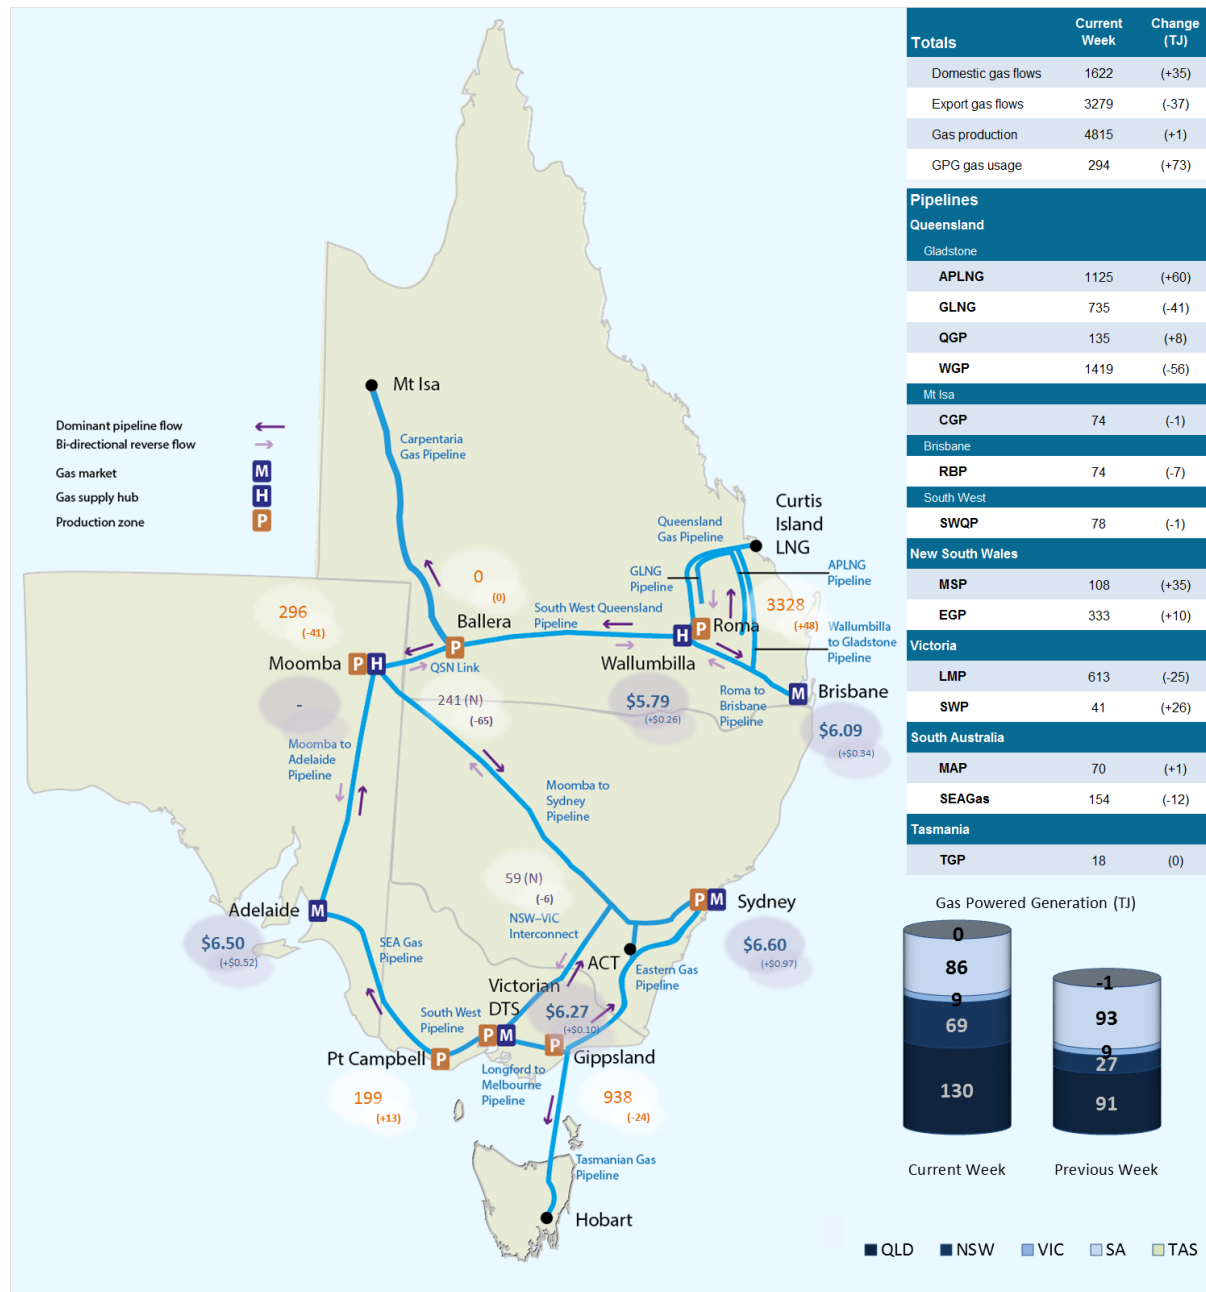 Totals Current Week Change (TJ)
Domestic gas flows 1622 (+35)
Export gas flows 3279 (-37)
Gas production 4815 (+1)
GPG gas usage 294 (+73)
Pipelines
Queensland
Gladstone
APLNG 1125 (+60)
GLNG 735 (-41)
QGP 135 (+8)
WGP 1419 (-56)
Mt Isa
CGP 74 (-1)
Brisbane
RBP 74 (-7)
South West
SWQP 78 (-1)
New South Wales
MSP 108 (+35)
EGP 333 (+10)
Victoria
LMP 613 (-25)
SWP 41 (+26)
South Australia
MAP 70 (+1)
SEAGas 154 (-12)
Tasmania
TGP 18 (0)
Dominant pipeline flow
Bi-directional reverse flow
Gas market M
Gas supply hub H
Production zone P
Mt Isa
Carpentaria
Gas Pipeline
Curtis
Island
LNG
Queensland
Gas Pipeline
GLNG
Pipeline
APLNG
Pipeline
0
(0)
Ballera
P
South West Queensland
Pipeline
3328
(+48)
P Roma
H
Wallumbilla
Wallumbilla
to Gladstone
Pipeline
296
(-41)
Moomba P H
QSN Link
-
241 (N)
(-65)
$5.79
(+$0.26)
Roma to
Brisbane
Pipeline
M Brisbane
$6.09
(+$0.34)
Moomba to
Adelaide
Pipeline
Moomba to
Sydney
Pipeline
59 (N)
(-6)
NSW–VIC
Interconnect
P M Sydney
$6.60
(+$0.97)
Adelaide M
$6.50
(+$0.52)
SEA Gas
Pipeline
ACT
Eastern Gas
Pipeline
Victorian
DTS
$6.27
(+$0.10)
South West
Pipeline
P M
Pt Campbell P
P Gippsland
Longford to
Melbourne
Pipeline
199
(+13)
938
(-24)
Tasmanian Gas
Pipeline
Hobart
Gas Powered Generation (TJ)
0
86
9
69
130
-1
93
9
27
91
Current Week
Previous Week
QLD NSW VIC SA TAS